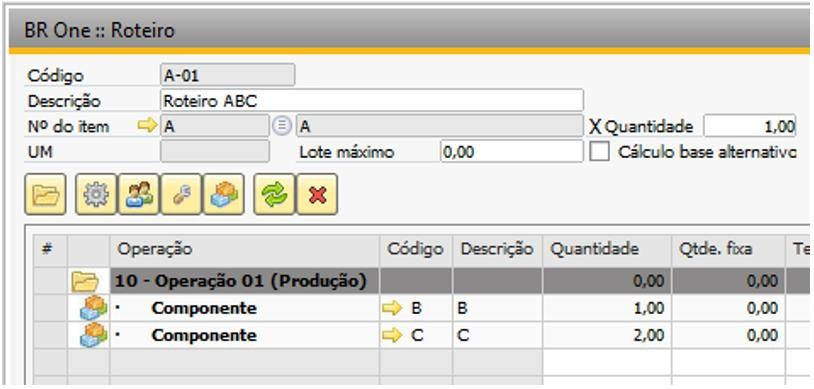 BR One :: Roteiro
Código A-01
Descrição Roteiro ABC
Nº do item A A X Quantidade 1,00
UM Lote máximo 0,00 Cálculo base alternativo
# Operação Código Descrição Quantidade Qtde. fixa Te
10 - Operação 01 (Produção) 0,00 0,00
· Componente B B 1,00 0,00
· Componente C C 2,00 0,00